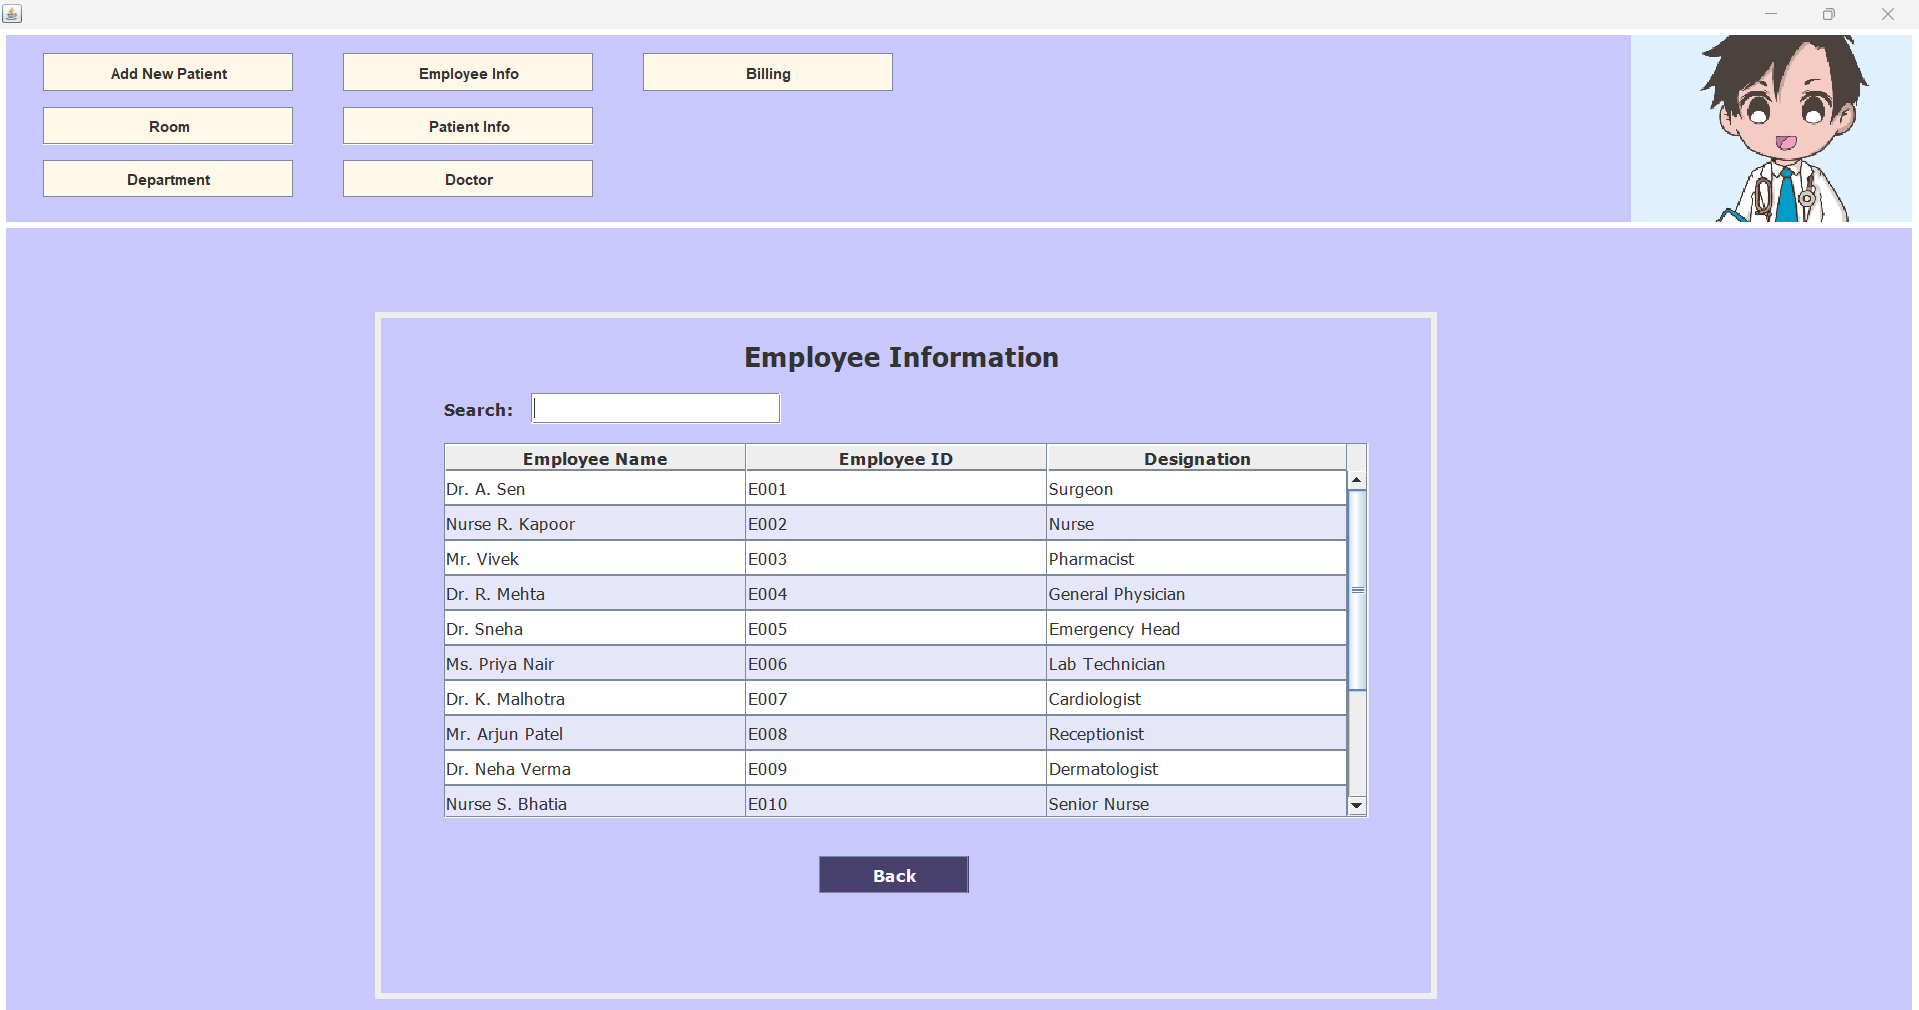 Add New Patient Employee Info Billing
Room Patient Info
Department Doctor
Employee Information
Search:
Employee Name Employee ID Designation
Dr. A. Sen E001 Surgeon
Nurse R. Kapoor E002 Nurse
Mr. Vivek E003 Pharmacist
Dr. R. Mehta E004 General Physician
Dr. Sneha E005 Emergency Head
Ms. Priya Nair E006 Lab Technician
Dr. K. Malhotra E007 Cardiologist
Mr. Arjun Patel E008 Receptionist
Dr. Neha Verma E009 Dermatologist
Nurse S. Bhatia E010 Senior Nurse
Back